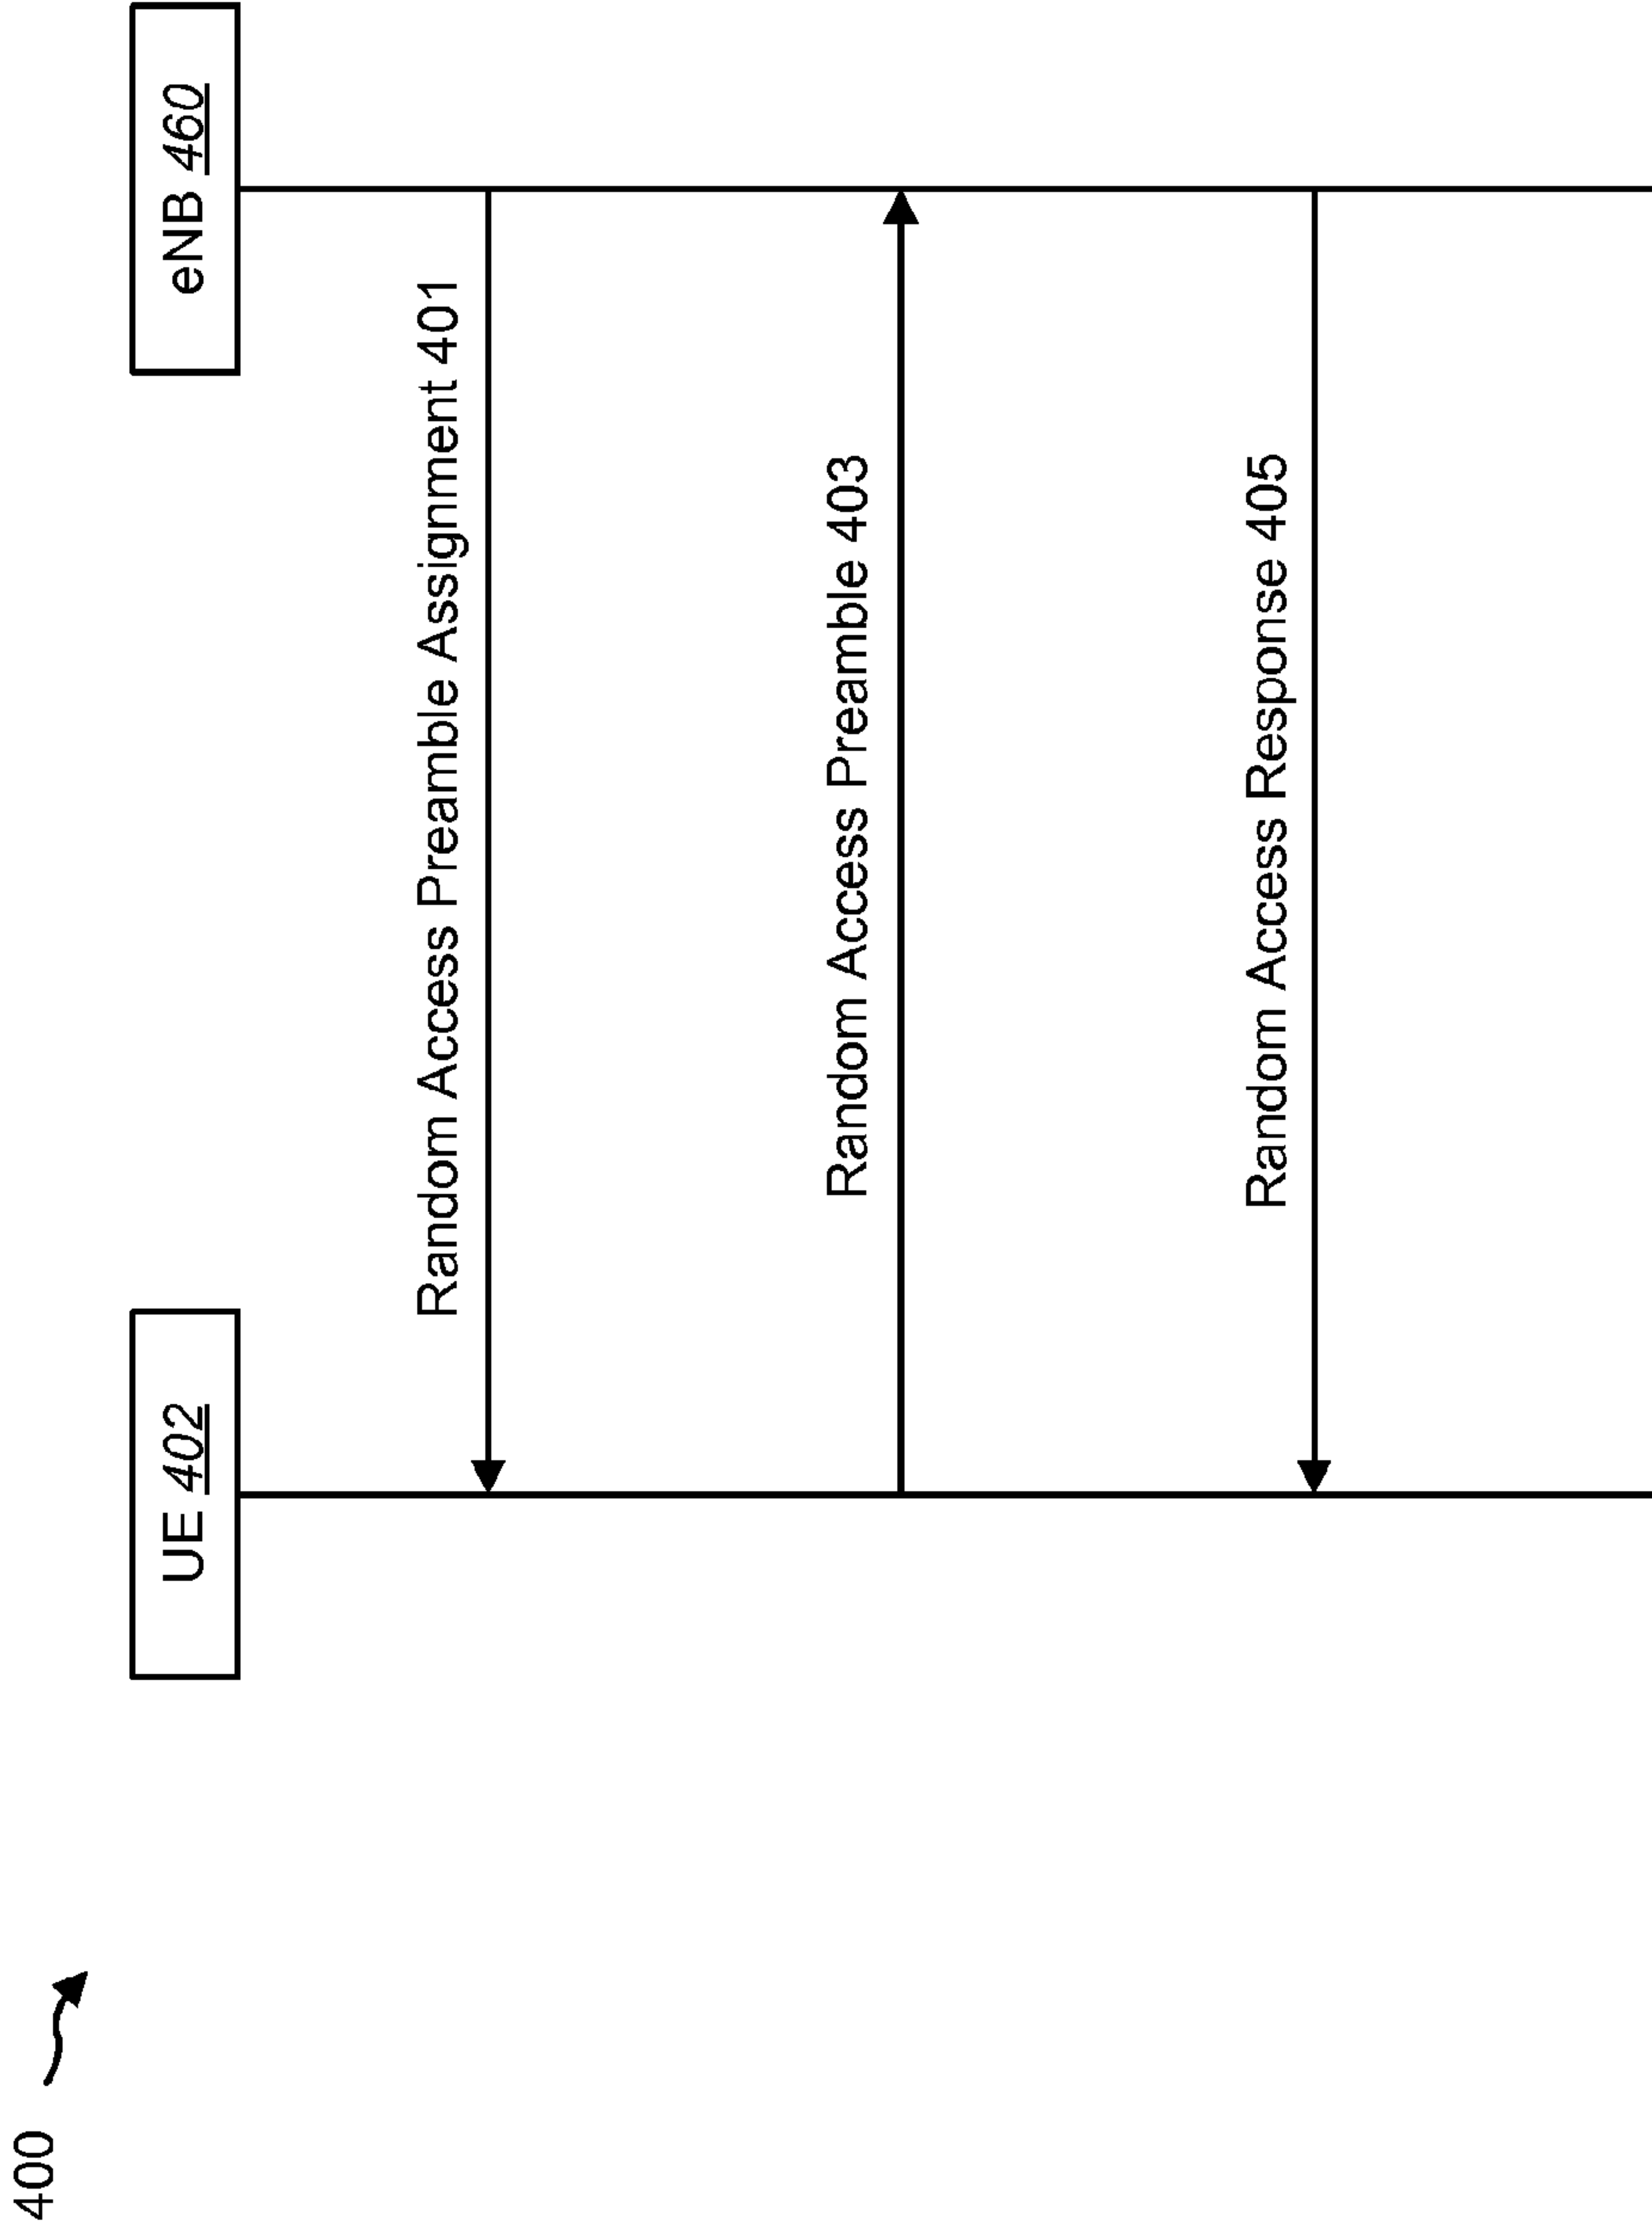 400
UE 402
eNB 460
Random Access Preamble Assignment 401
Random Access Preamble 403
Random Access Response 405